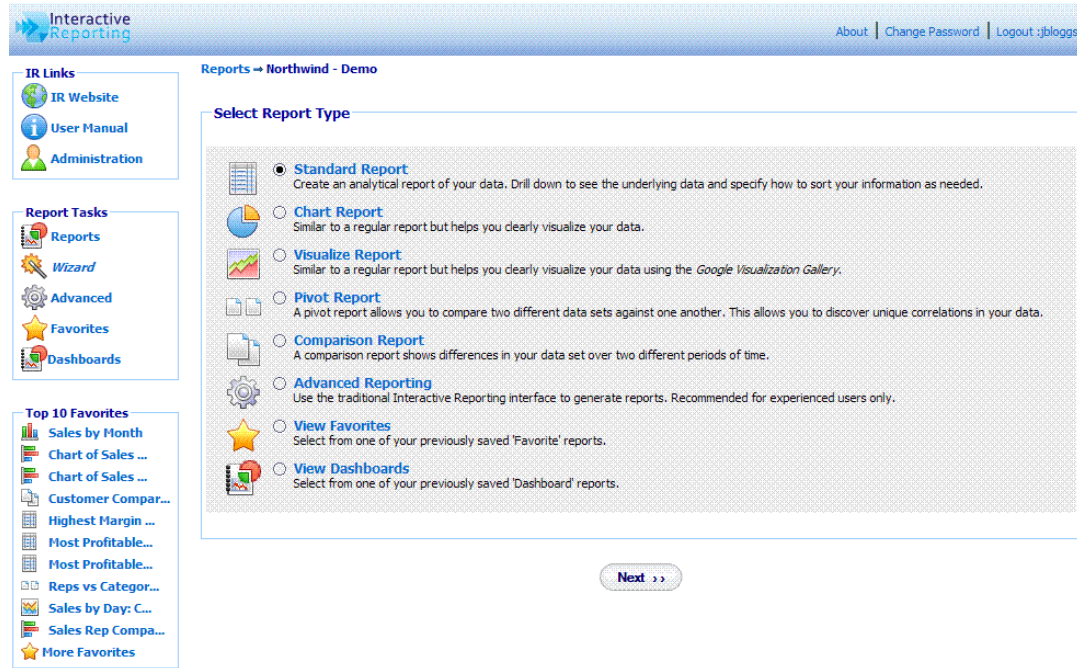 Interactive
Reporting
About | Change Password | Logout :jbloggs
IR Links
IR Website
User Manual
Administration
Report Tasks
Reports
Wizard
Advanced
Favorites
Dashboards
Top 10 Favorites
Sales by Month
Chart of Sales ...
Chart of Sales ...
Customer Compar...
Highest Margin ...
Most Profitable...
Most Profitable...
Reps vs Categor...
Sales by Day: C...
Sales Rep Compa...
More Favorites
Reports → Northwind - Demo
Select Report Type
Standard Report
Create an analytical report of your data. Drill down to see the underlying data and specify how to sort your information as needed.
Chart Report
Similar to a regular report but helps you clearly visualize your data.
Visualize Report
Similar to a regular report but helps you clearly visualize your data using the Google Visualization Gallery.
Pivot Report
A pivot report allows you to compare two different data sets against one another. This allows you to discover unique correlations in your data.
Comparison Report
A comparison report shows differences in your data set over two different periods of time.
Advanced Reporting
Use the traditional Interactive Reporting interface to generate reports. Recommended for experienced users only.
View Favorites
Select from one of your previously saved 'Favorite' reports.
View Dashboards
Select from one of your previously saved 'Dashboard' reports.
Next ››